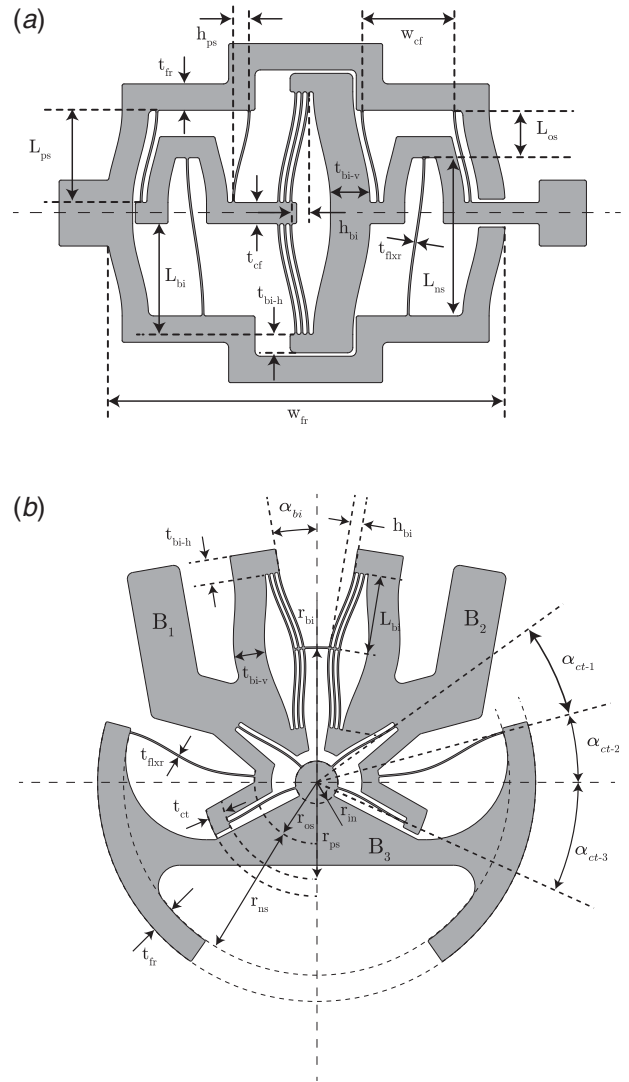 (a)
h_ps
w_cf
t_fr
L_ps
L_os
t_bi-v
h_bi
t_cf
t_flxr
L_ns
L_bi
t_bi-h
w_fr
(b)
α_bi
h_bi
t_bi-h
B_1
r_bi
L_bi
B_2
t_bi-v
α_ct-1
t_flxr
α_ct-2
t_ct
r_os
r_in
r_ps
B_3
α_ct-3
r_ns
t_fr